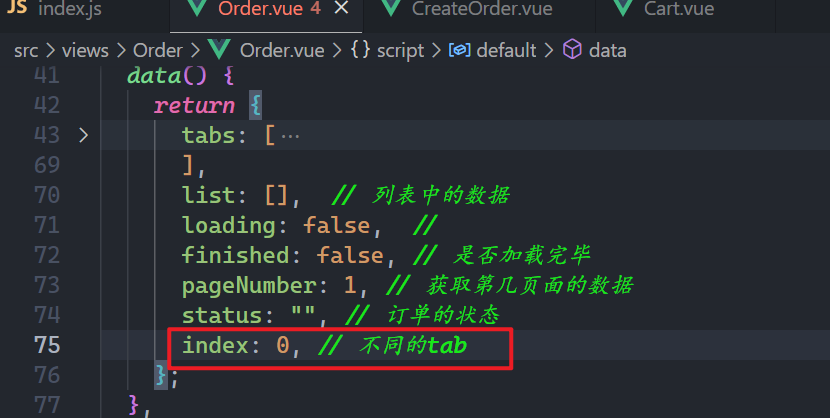 JS index.js Order.vue 4 × CreateOrder.vue Cart.vue
src > views > Order > Order.vue > {} script > default > data
41 data() {
42 return {
43 > tabs: [ ···
69 ],
70 list: [], // 列表中的数据
71 loading: false, //
72 finished: false, // 是否加载完毕
73 pageNumber: 1, // 获取第几页面的数据
74 status: "", // 订单的状态
75 index: 0, // 不同的tab
76 };
77 },